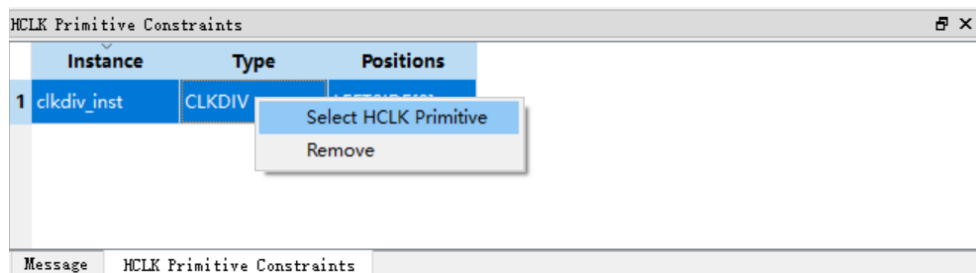 HCLK Primitive Constraints
Instance Type Positions
1 clkdiv_inst CLKDIV
Select HCLK Primitive
Remove
Message HCLK Primitive Constraints